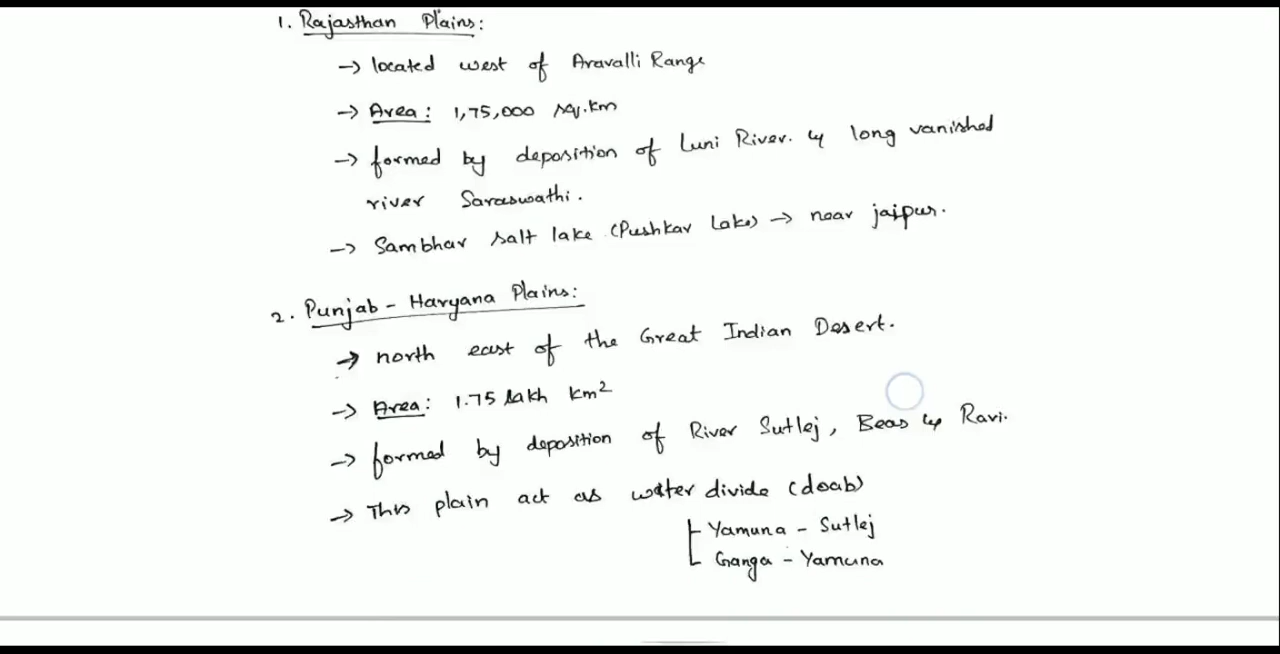 1. Rajasthan Plains:
→ located west of Aravalli Range
→ Area: 1,75,000 sq.km
→ formed by deposition of Luni River. & long vanished
river Saraswathi.
→ Sambhar salt lake (Pushkar Lake) → near jaipur.
2. Punjab - Haryana Plains:
→ north east of the Great Indian Desert.
→ Area: 1.75 lakh km²
→ formed by deposition of River Sutlej, Beas & Ravi.
→ This plain act as water divide (doab)
Yamuna - Sutlej
Ganga - Yamuna